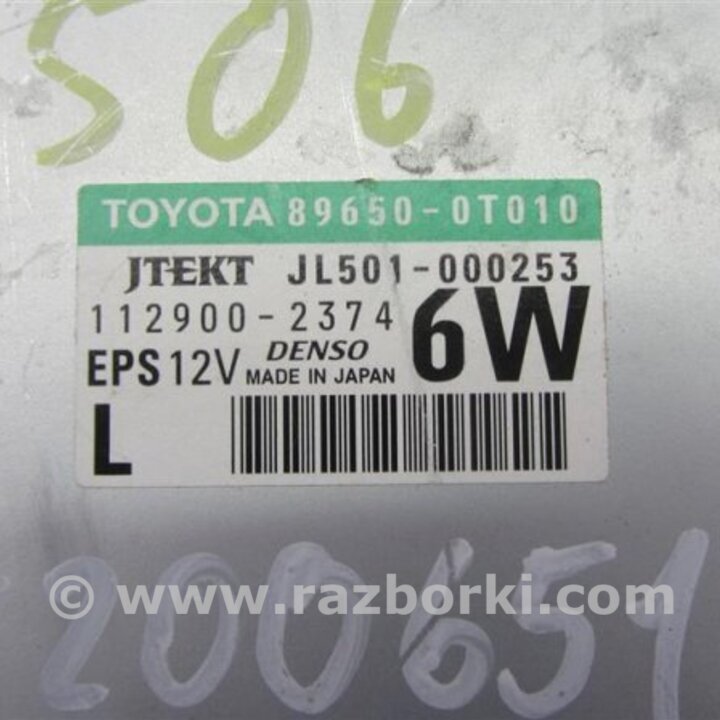 506
TOYOTA 89650-0T010
JTEKT JL501-000253
112900-2374 6W
EPS 12V DENSO
MADE IN JAPAN
L
© www.razborki.com
200651